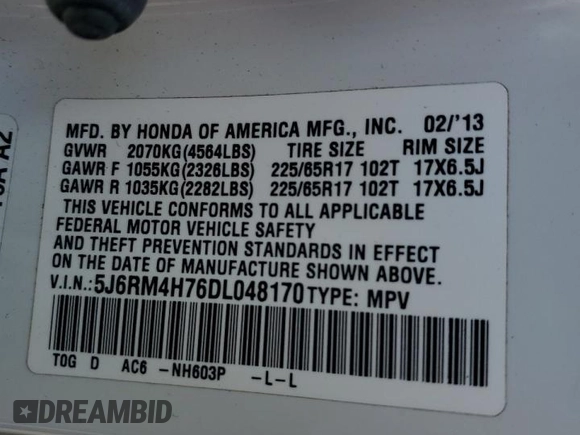 MFD. BY HONDA OF AMERICA MFG., INC. 02/'13
GVWR 2070KG(4564LBS) TIRE SIZE RIM SIZE
GAWR F 1055KG(2326LBS) 225/65R17 102T 17X6.5J
GAWR R 1035KG(2282LBS) 225/65R17 102T 17X6.5J
THIS VEHICLE CONFORMS TO ALL APPLICABLE
FEDERAL MOTOR VEHICLE SAFETY
AND THEFT PREVENTION STANDARDS IN EFFECT
ON THE DATE OF MANUFACTURE SHOWN ABOVE.
V.I.N.:5J6RM4H76DL048170TYPE: MPV
T0G D AC6 -NH603P -L-L
DREAMBID